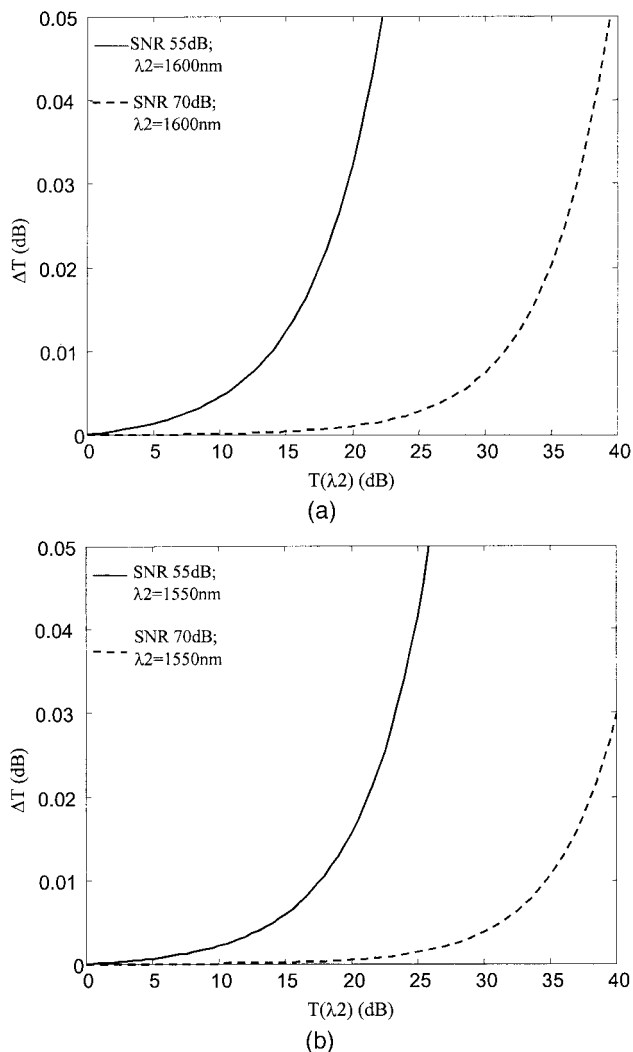 0.05
SNR 55dB;
λ2=1600nm
0.04
SNR 70dB;
λ2=1600nm
0.03
ΔT (dB)
0.02
0.01
0
0 5 10 15 20 25 30 35 40
T(λ2) (dB)
(a)
0.05
SNR 55dB;
λ2=1550nm
0.04
SNR 70dB;
λ2=1550nm
0.03
ΔT (dB)
0.02
0.01
0
0 5 10 15 20 25 30 35 40
T(λ2) (dB)
(b)